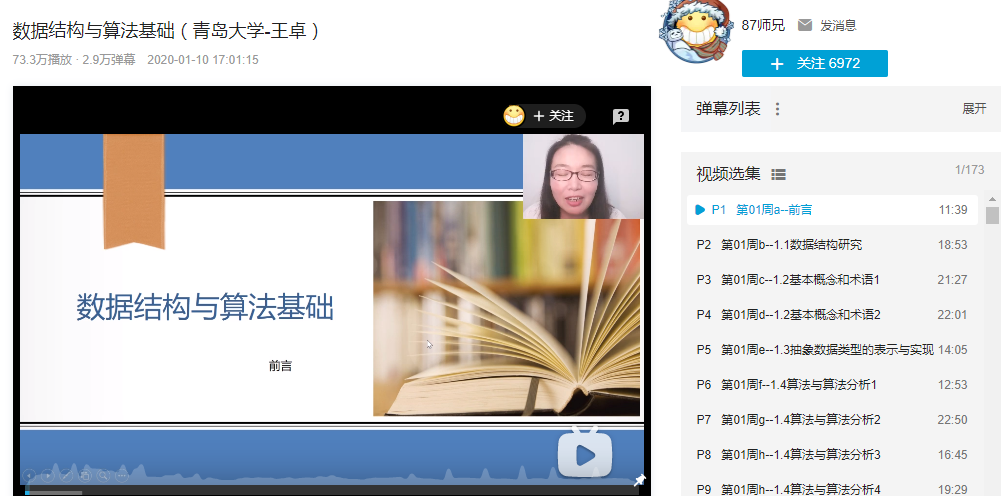 数据结构与算法基础（青岛大学-王卓）
73.3万播放 · 2.9万弹幕 2020-01-10 17:01:15
87师兄 发消息
+ 关注 6972
+ 关注
数据结构与算法基础
前言
弹幕列表 展开
视频选集 1/173
P1 第01周a--前言 11:39
P2 第01周b--1.1数据结构研究 18:53
P3 第01周c--1.2基本概念和术语1 21:27
P4 第01周d--1.2基本概念和术语2 22:01
P5 第01周e--1.3抽象数据类型的表示与实现 14:05
P6 第01周f--1.4算法与算法分析1 12:53
P7 第01周g--1.4算法与算法分析2 22:50
P8 第01周h--1.4算法与算法分析3 16:45
P9 第01周h--1.4算法与算法分析4 19:29